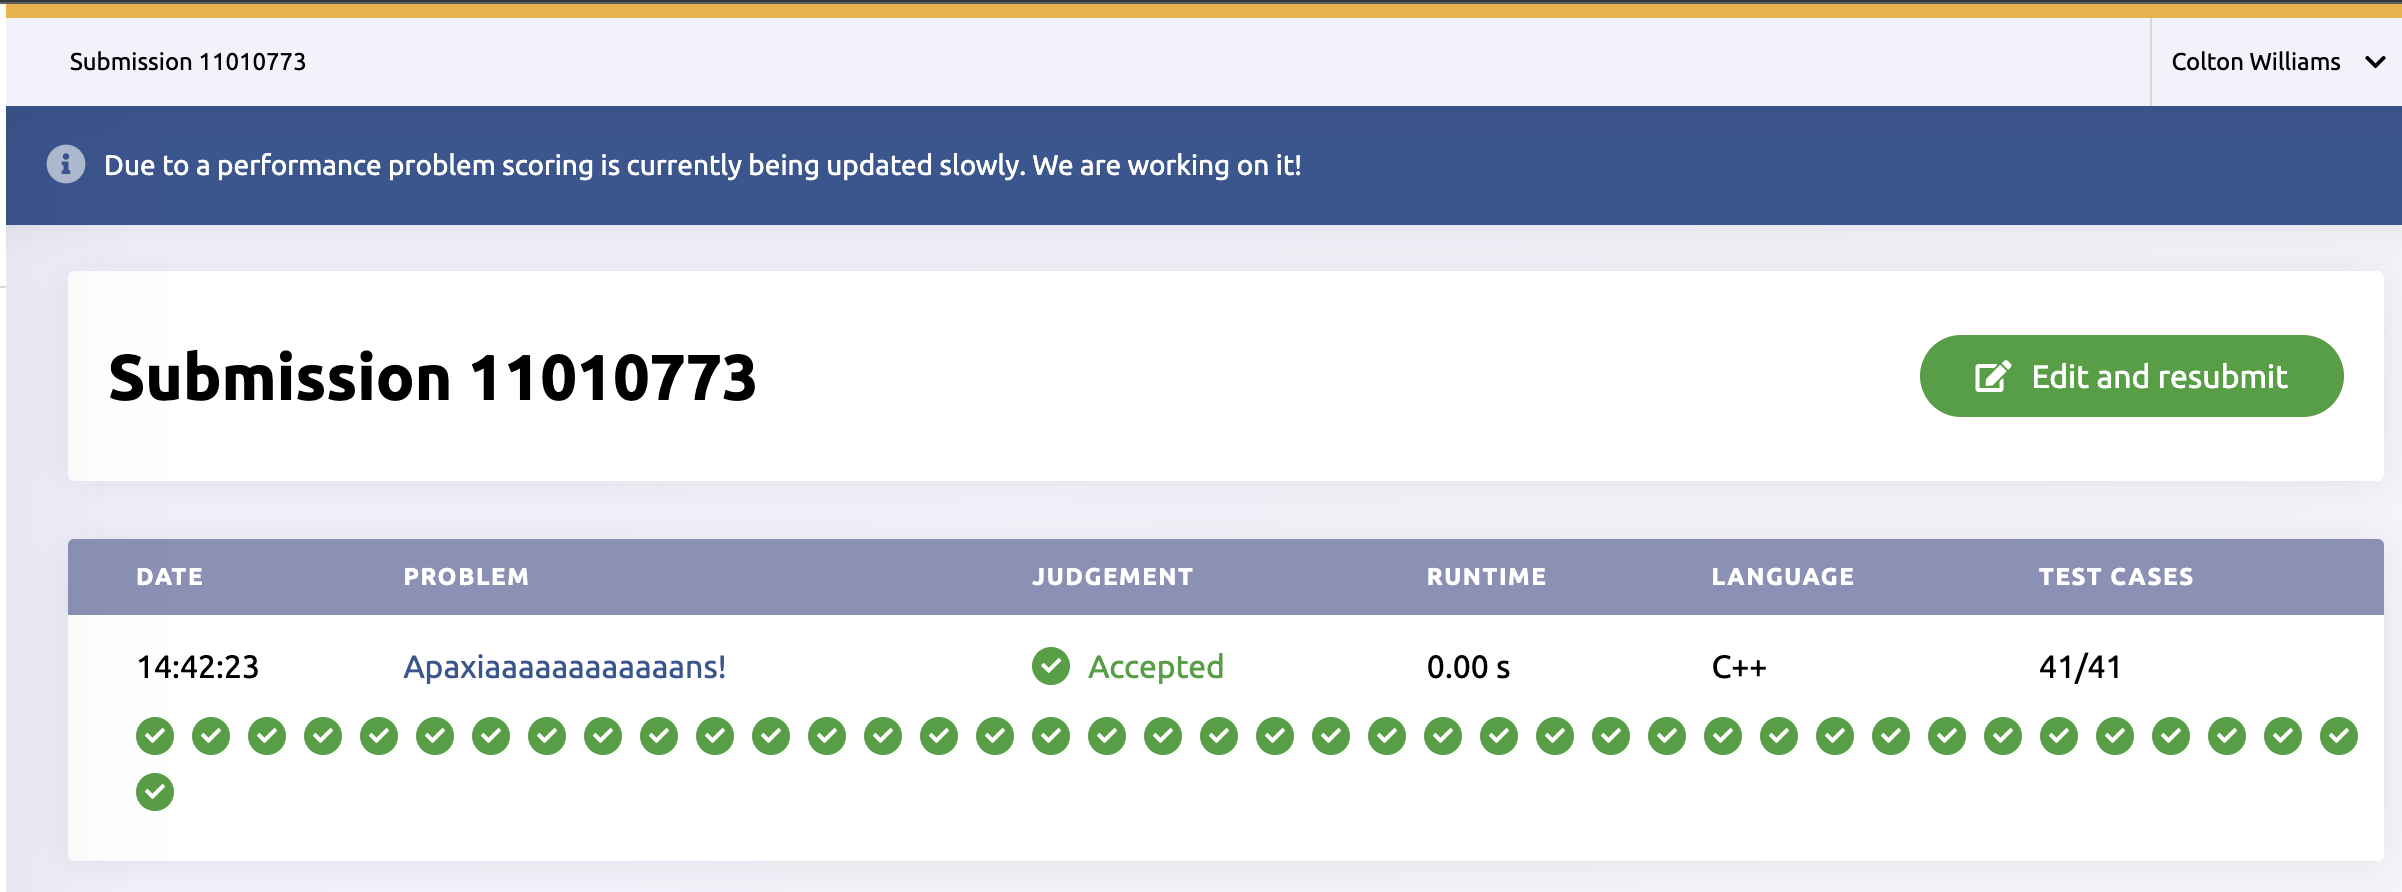 Submission 11010773
Colton Williams
Due to a performance problem scoring is currently being updated slowly. We are working on it!
Submission 11010773
Edit and resubmit
DATE PROBLEM JUDGEMENT RUNTIME LANGUAGE TEST CASES
14:42:23 Apaxiaaaaaaaaaaaans! Accepted 0.00 s C++ 41/41